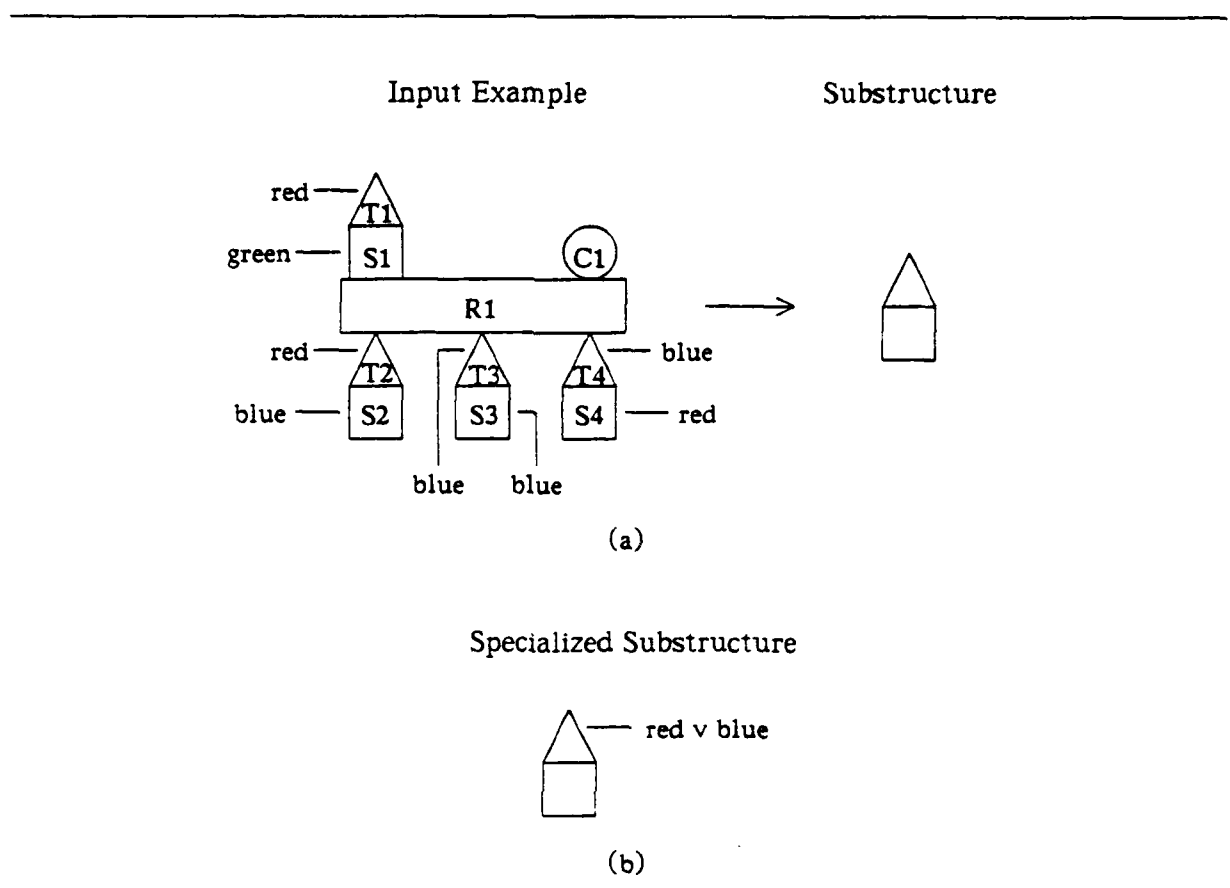 Input Example
Substructure
red
T1
green
S1
C1
R1
red
blue
T2
T3
T4
blue
S2
S3
S4
red
blue
blue
(a)
Specialized Substructure
red v blue
(b)